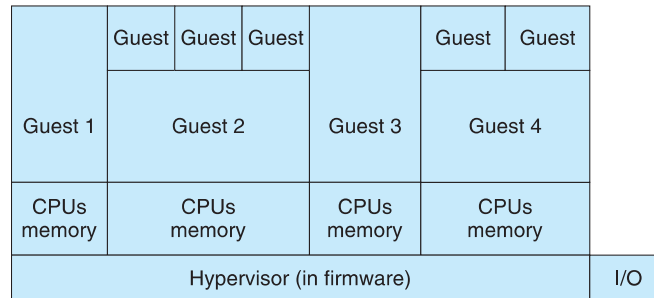 Guest Guest Guest Guest Guest
Guest 1 Guest 2 Guest 3 Guest 4
CPUs CPUs CPUs CPUs
memory memory memory memory
Hypervisor (in firmware) I/O